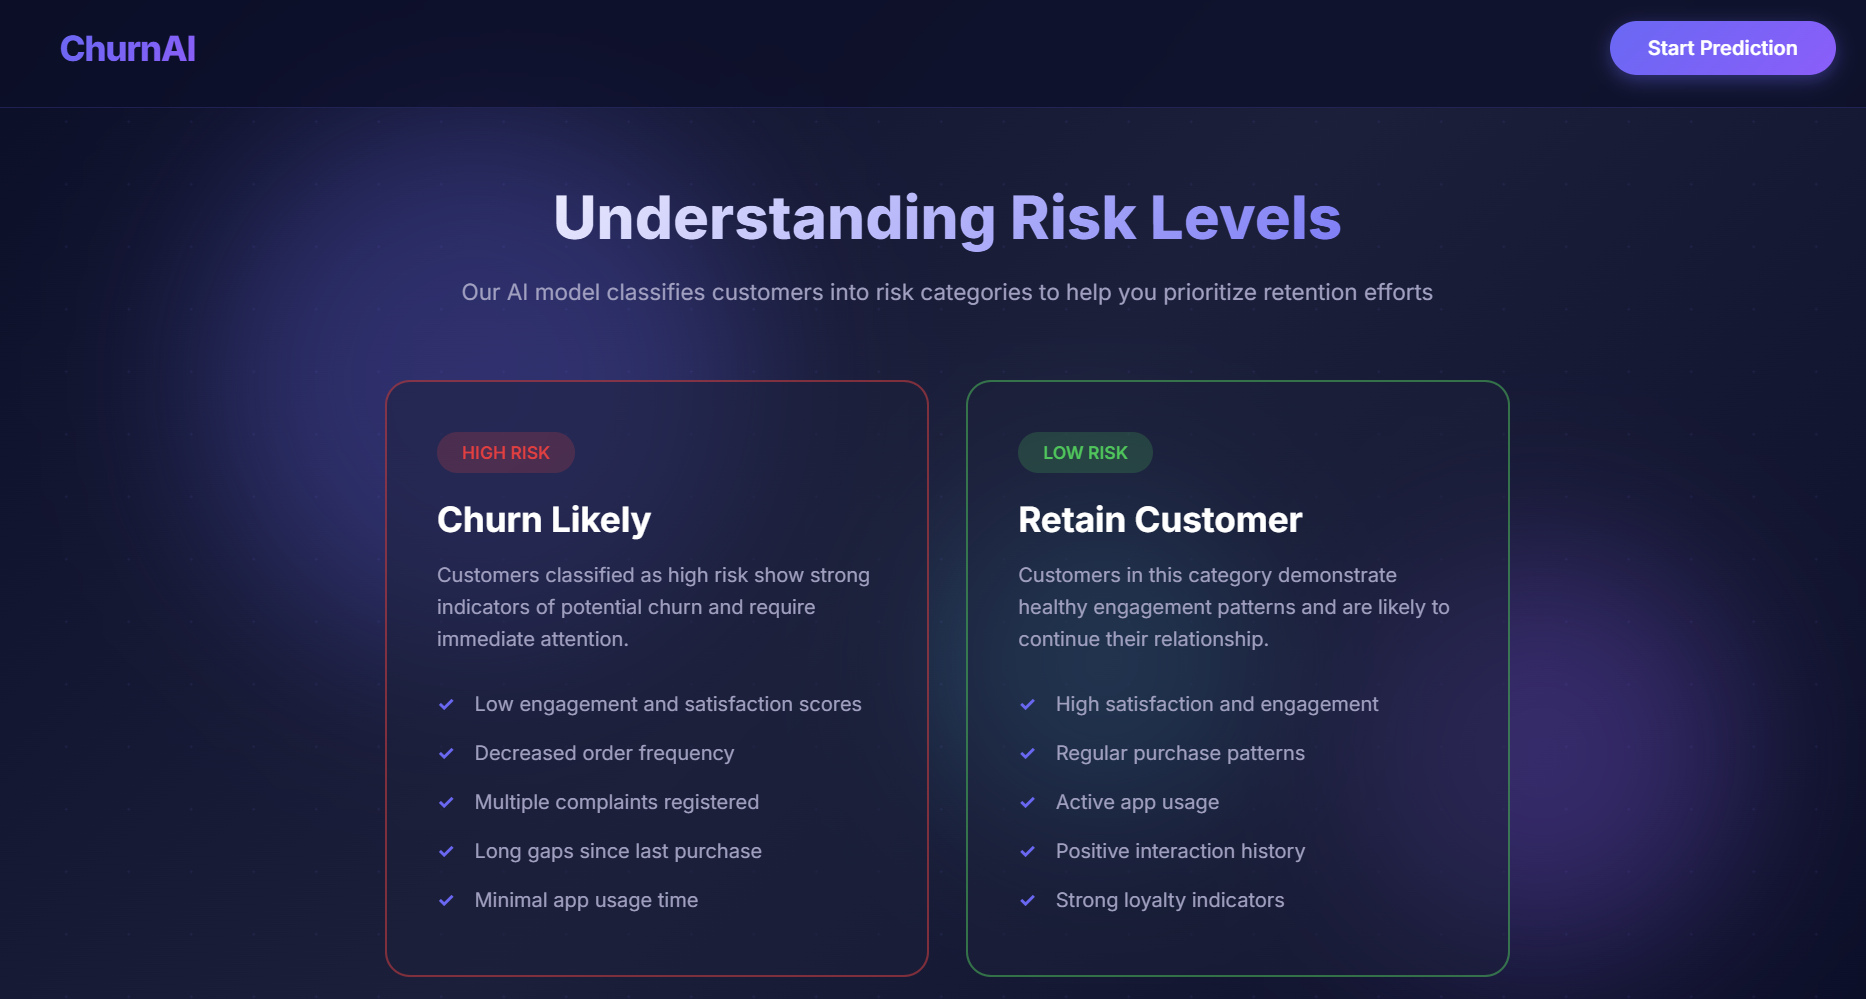 ChurnAI
Start Prediction
Understanding Risk Levels
Our AI model classifies customers into risk categories to help you prioritize retention efforts
HIGH RISK
Churn Likely
Customers classified as high risk show strong
indicators of potential churn and require
immediate attention.
Low engagement and satisfaction scores
Decreased order frequency
Multiple complaints registered
Long gaps since last purchase
Minimal app usage time
LOW RISK
Retain Customer
Customers in this category demonstrate
healthy engagement patterns and are likely to
continue their relationship.
High satisfaction and engagement
Regular purchase patterns
Active app usage
Positive interaction history
Strong loyalty indicators